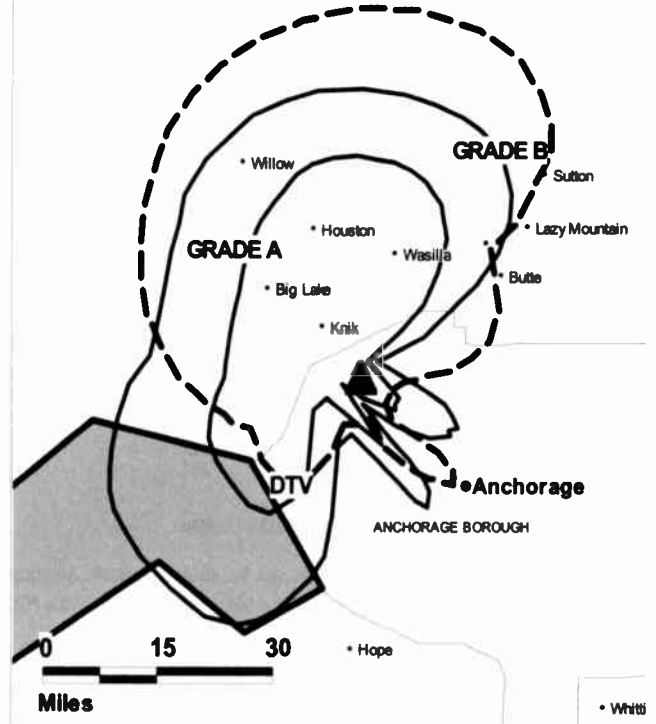 Willow
GRADE B
Sutton
Houston
Lazy Mountain
GRADE A
Wasilla
Butte
Big Lake
Knik
DTV
Anchorage
ANCHORAGE BOROUGH
0 15 30
Miles
Hope
Whitti